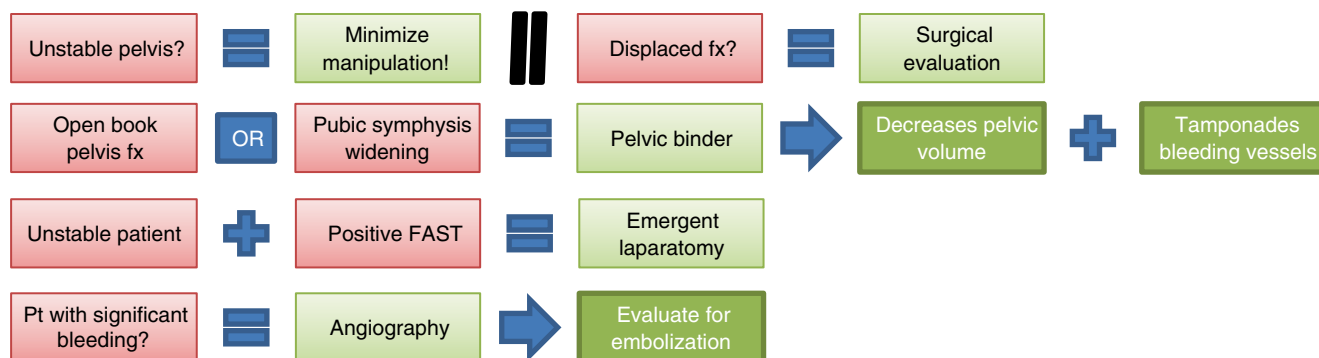 Unstable pelvis?
Minimize
manipulation!
Displaced fx?
Surgical
evaluation
Open book
pelvis fx
OR
Pubic symphysis
widening
Pelvic binder
Decreases pelvic
volume
Tamponades
bleeding vessels
Unstable patient
Positive FAST
Emergent
laparatomy
Pt with significant
bleeding?
Angiography
Evaluate for
embolization